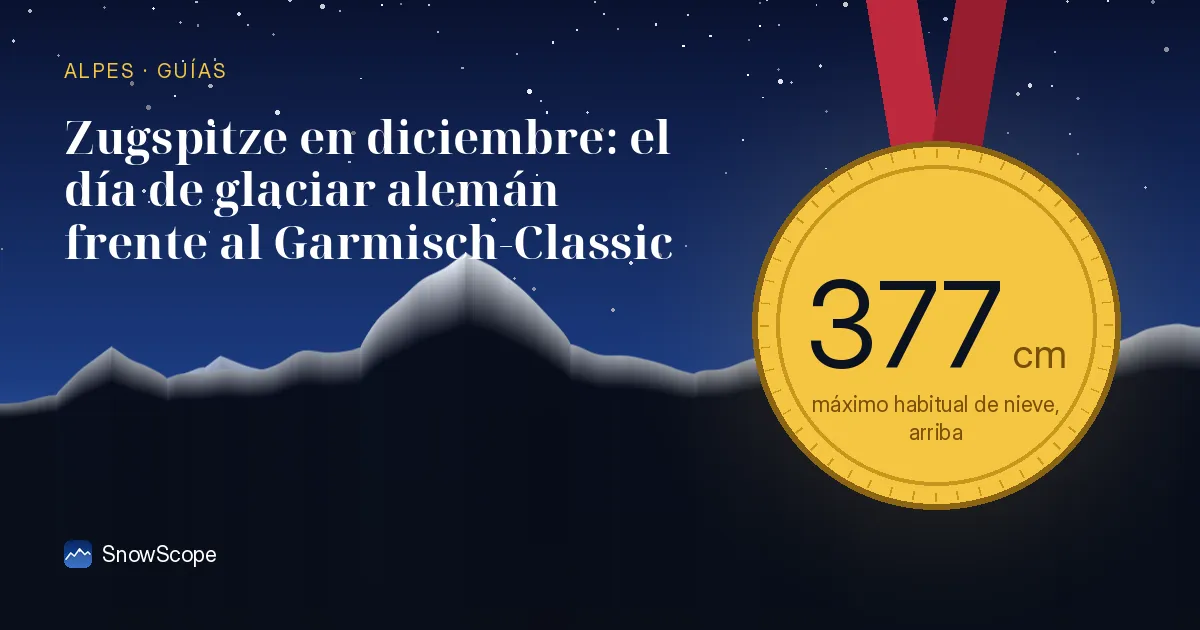 ALPES · GUÍAS
Zugspitze en diciembre: el
día de glaciar alemán
frente al Garmisch-Classic
377 cm
máximo habitual de nieve,
arriba
SnowScope